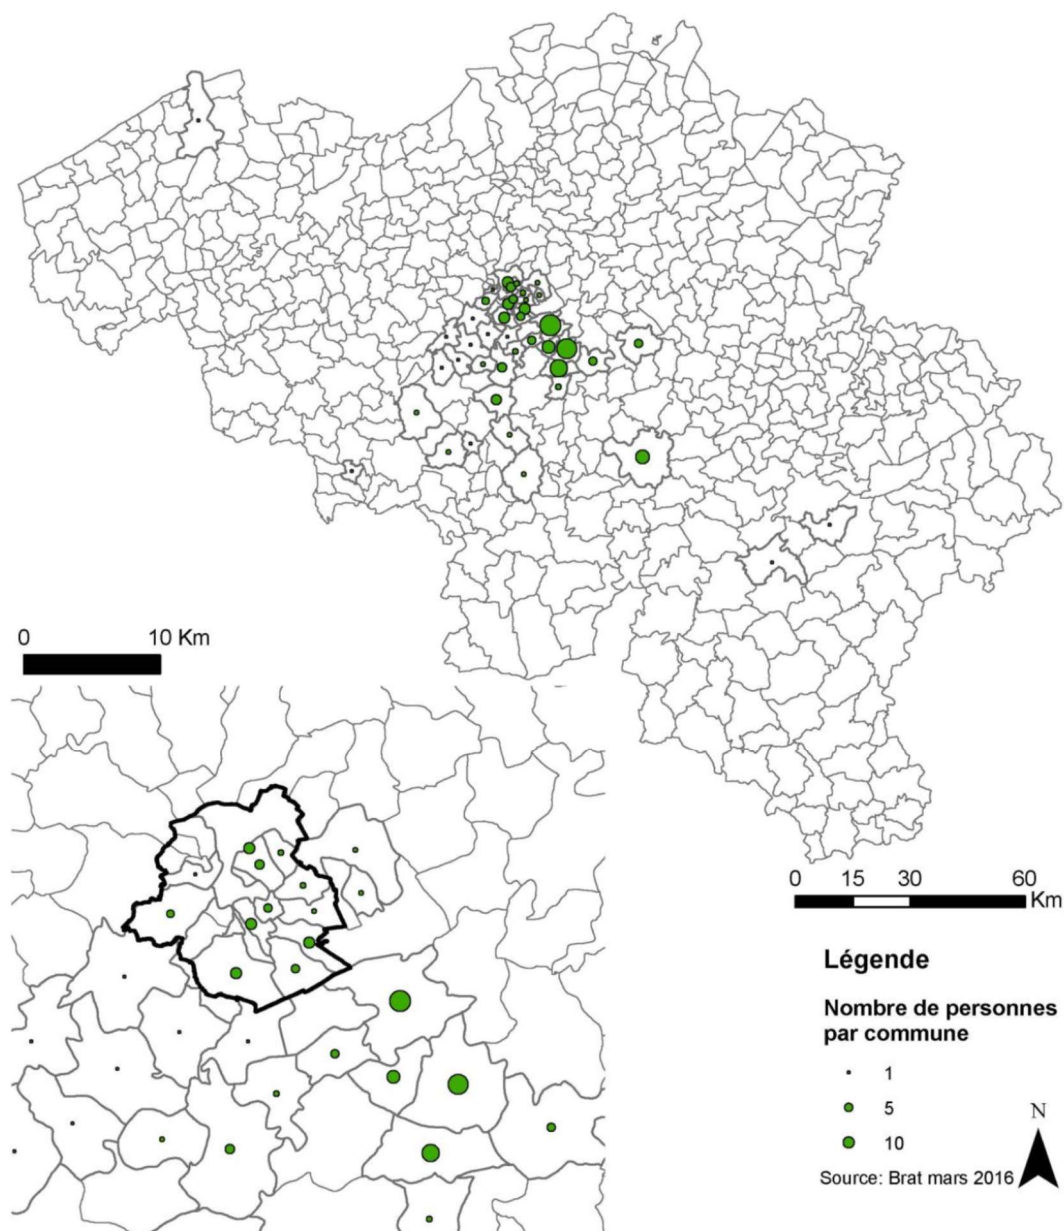 0 10 Km
0 15 30 60
Km
Légende
Nombre de personnes
par commune
1
5
10
N
Source: Brat mars 2016